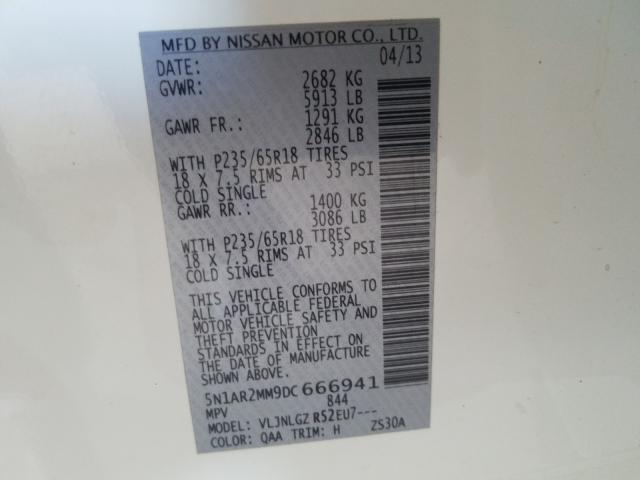 MFD BY NISSAN MOTOR CO., LTD.
DATE: 04/13
GVWR: 2682 KG
5913 LB
GAWR FR.: 1291 KG
2846 LB
WITH P235/65R18 TIRES
18 X 7.5 RIMS AT 33 PSI
COLD SINGLE
GAWR RR.: 1400 KG
3086 LB
WITH P235/65R18 TIRES
18 X 7.5 RIMS AT 33 PSI
COLD SINGLE
THIS VEHICLE CONFORMS TO
ALL APPLICABLE FEDERAL
MOTOR VEHICLE SAFETY AND
THEFT PREVENTION
STANDARDS IN EFFECT ON
THE DATE OF MANUFACTURE
SHOWN ABOVE.
5N1AR2MM9DC666941
MPV 844
MODEL: VLJNLGZ R52EU7---
COLOR: QAA TRIM: H ZS30A